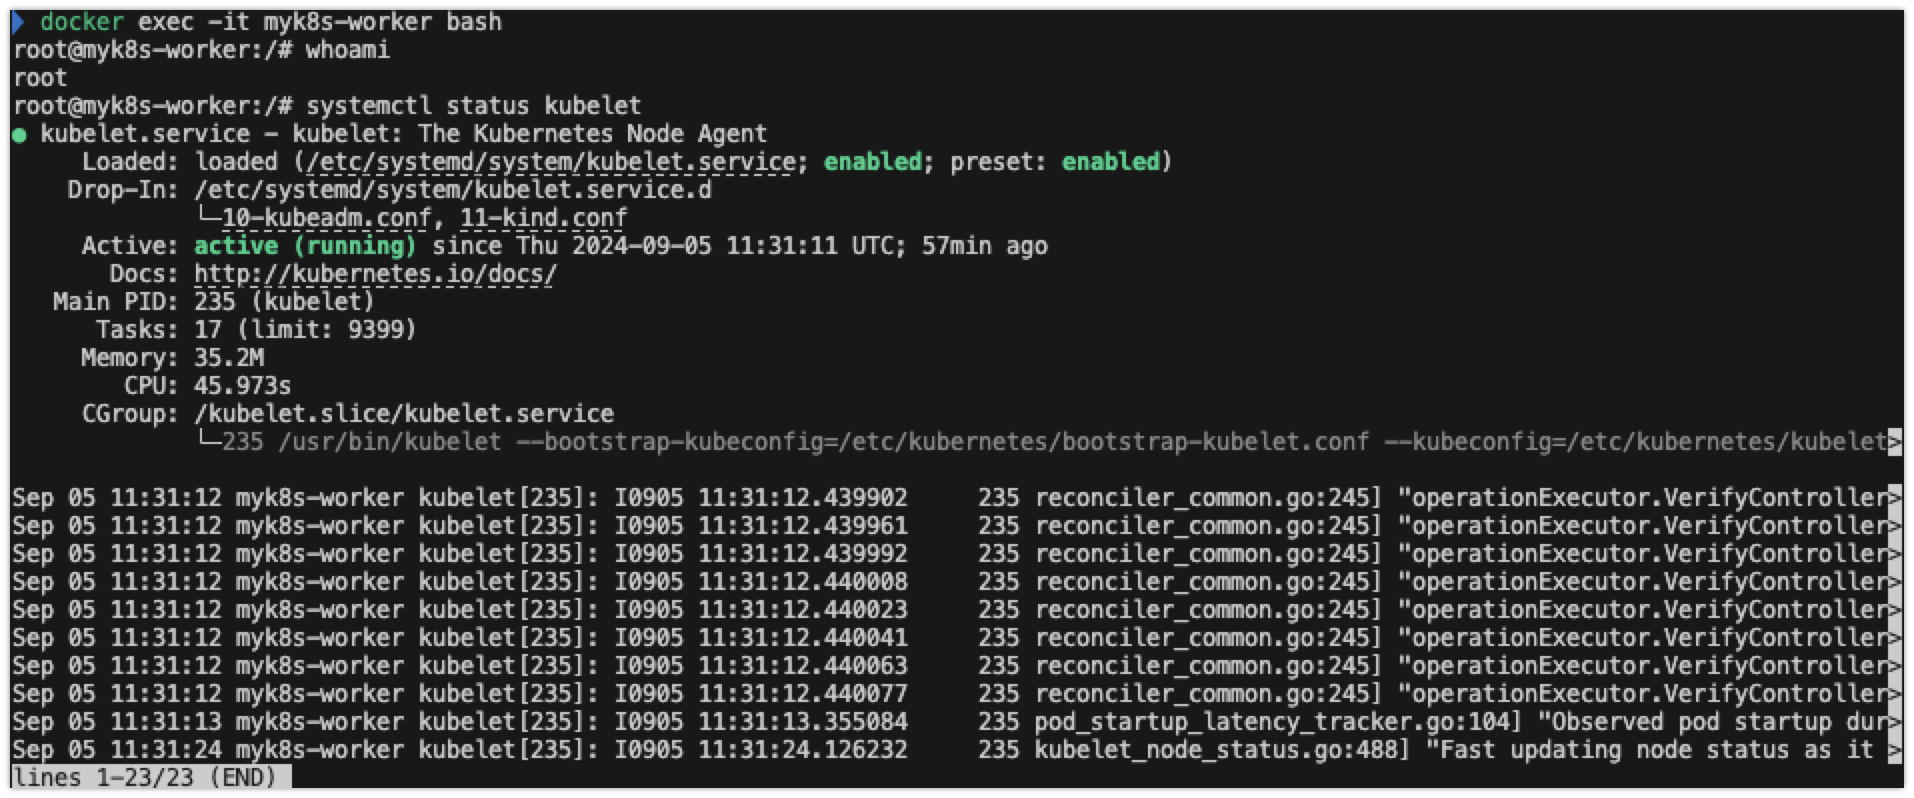 docker exec -it myk8s-worker bash
root@myk8s-worker:/# whoami
root
root@myk8s-worker:/# systemctl status kubelet
● kubelet.service - kubelet: The Kubernetes Node Agent
     Loaded: loaded (/etc/systemd/system/kubelet.service; enabled; preset: enabled)
    Drop-In: /etc/systemd/system/kubelet.service.d
             └─10-kubeadm.conf, 11-kind.conf
     Active: active (running) since Thu 2024-09-05 11:31:11 UTC; 57min ago
       Docs: http://kubernetes.io/docs/
   Main PID: 235 (kubelet)
      Tasks: 17 (limit: 9399)
     Memory: 35.2M
        CPU: 45.973s
     CGroup: /kubelet.slice/kubelet.service
             └─235 /usr/bin/kubelet --bootstrap-kubeconfig=/etc/kubernetes/bootstrap-kubelet.conf --kubeconfig=/etc/kubernetes/kubelet>
Sep 05 11:31:12 myk8s-worker kubelet[235]: I0905 11:31:12.439902     235 reconciler_common.go:245] "operationExecutor.VerifyController>
Sep 05 11:31:12 myk8s-worker kubelet[235]: I0905 11:31:12.439961     235 reconciler_common.go:245] "operationExecutor.VerifyController>
Sep 05 11:31:12 myk8s-worker kubelet[235]: I0905 11:31:12.439992     235 reconciler_common.go:245] "operationExecutor.VerifyController>
Sep 05 11:31:12 myk8s-worker kubelet[235]: I0905 11:31:12.440008     235 reconciler_common.go:245] "operationExecutor.VerifyController>
Sep 05 11:31:12 myk8s-worker kubelet[235]: I0905 11:31:12.440023     235 reconciler_common.go:245] "operationExecutor.VerifyController>
Sep 05 11:31:12 myk8s-worker kubelet[235]: I0905 11:31:12.440041     235 reconciler_common.go:245] "operationExecutor.VerifyController>
Sep 05 11:31:12 myk8s-worker kubelet[235]: I0905 11:31:12.440063     235 reconciler_common.go:245] "operationExecutor.VerifyController>
Sep 05 11:31:12 myk8s-worker kubelet[235]: I0905 11:31:12.440077     235 reconciler_common.go:245] "operationExecutor.VerifyController>
Sep 05 11:31:13 myk8s-worker kubelet[235]: I0905 11:31:13.355084     235 pod_startup_latency_tracker.go:104] "Observed pod startup dur>
Sep 05 11:31:24 myk8s-worker kubelet[235]: I0905 11:31:24.126232     235 kubelet_node_status.go:488] "Fast updating node status as it >
lines 1-23/23 (END)